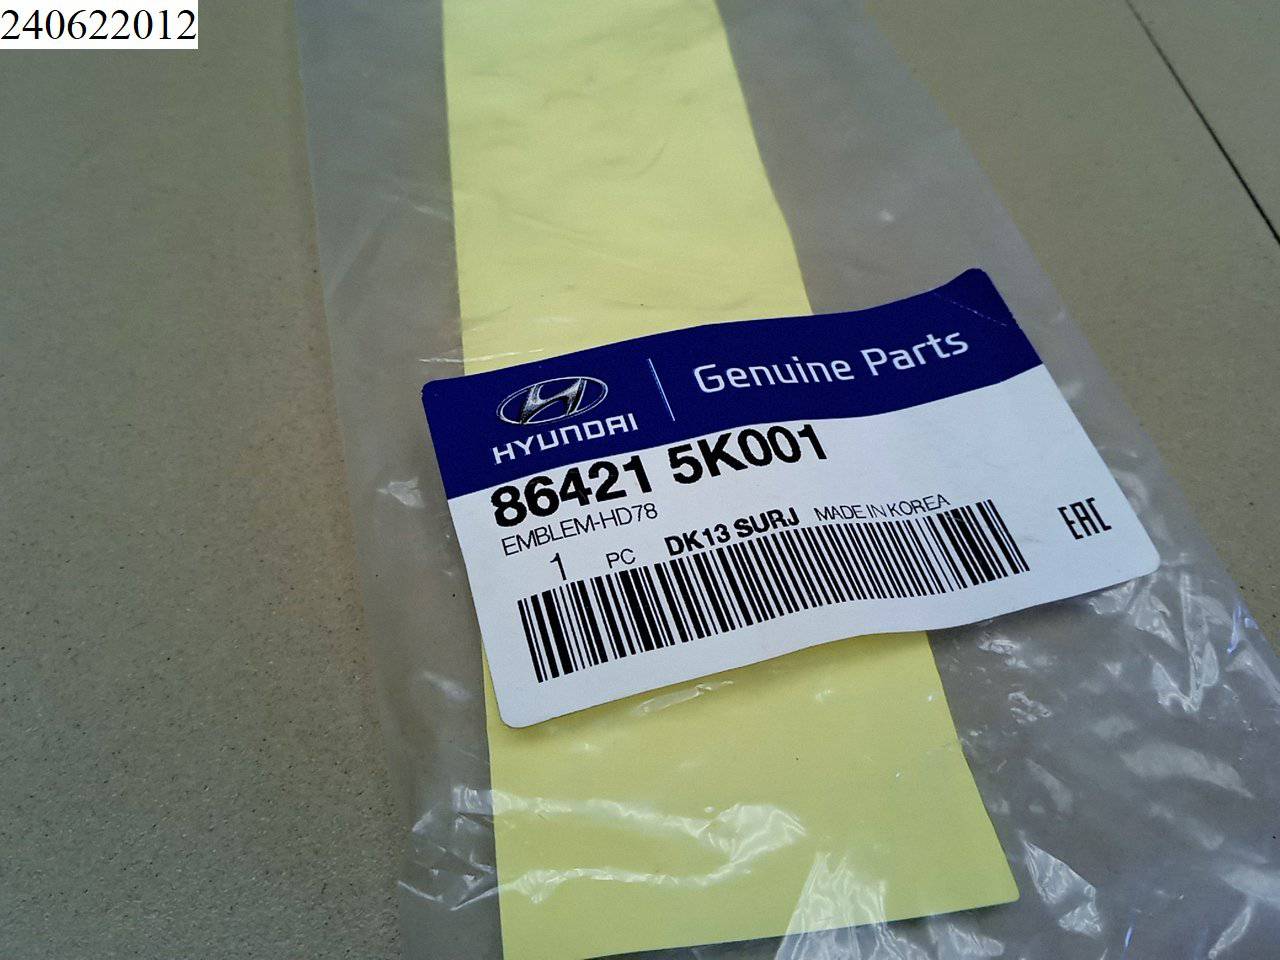 240622012
HYUNDAI
Genuine Parts
86421 5K001
EMBLEM-HD78
1 PC DK13 SURJ MADE IN KOREA
EAC